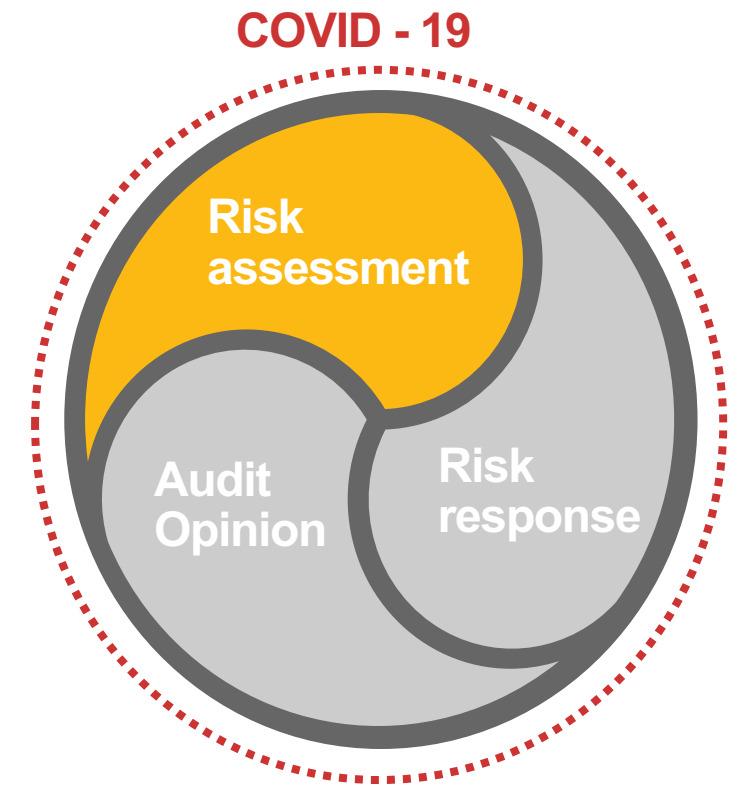 COVID - 19
Risk
assessment
Audit
Opinion
Risk
response